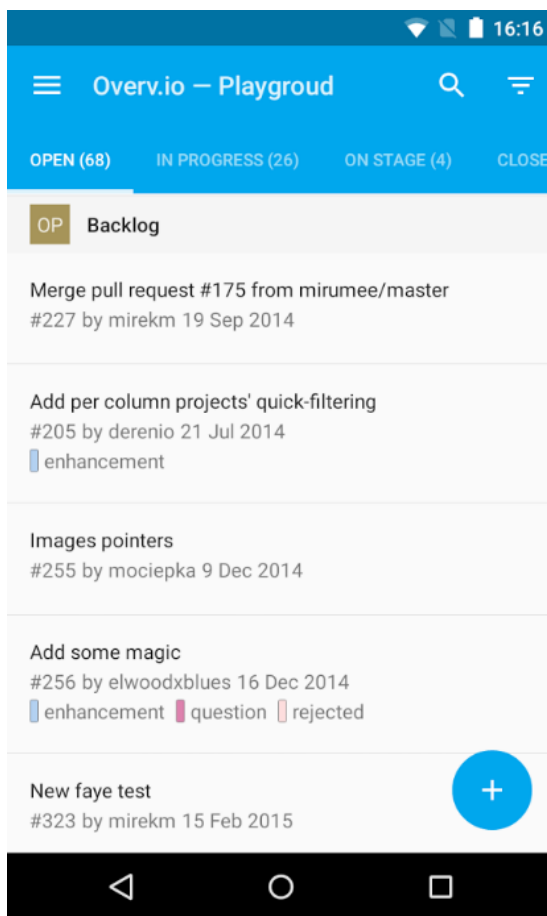 16:16
Overv.io — Playgroud
OPEN (68) IN PROGRESS (26) ON STAGE (4) CLOSE
OP Backlog
Merge pull request #175 from mirumee/master
#227 by mirekm 19 Sep 2014
Add per column projects' quick-filtering
#205 by derenio 21 Jul 2014
enhancement
Images pointers
#255 by mociepka 9 Dec 2014
Add some magic
#256 by elwoodxblues 16 Dec 2014
enhancement question rejected
New faye test
#323 by mirekm 15 Feb 2015